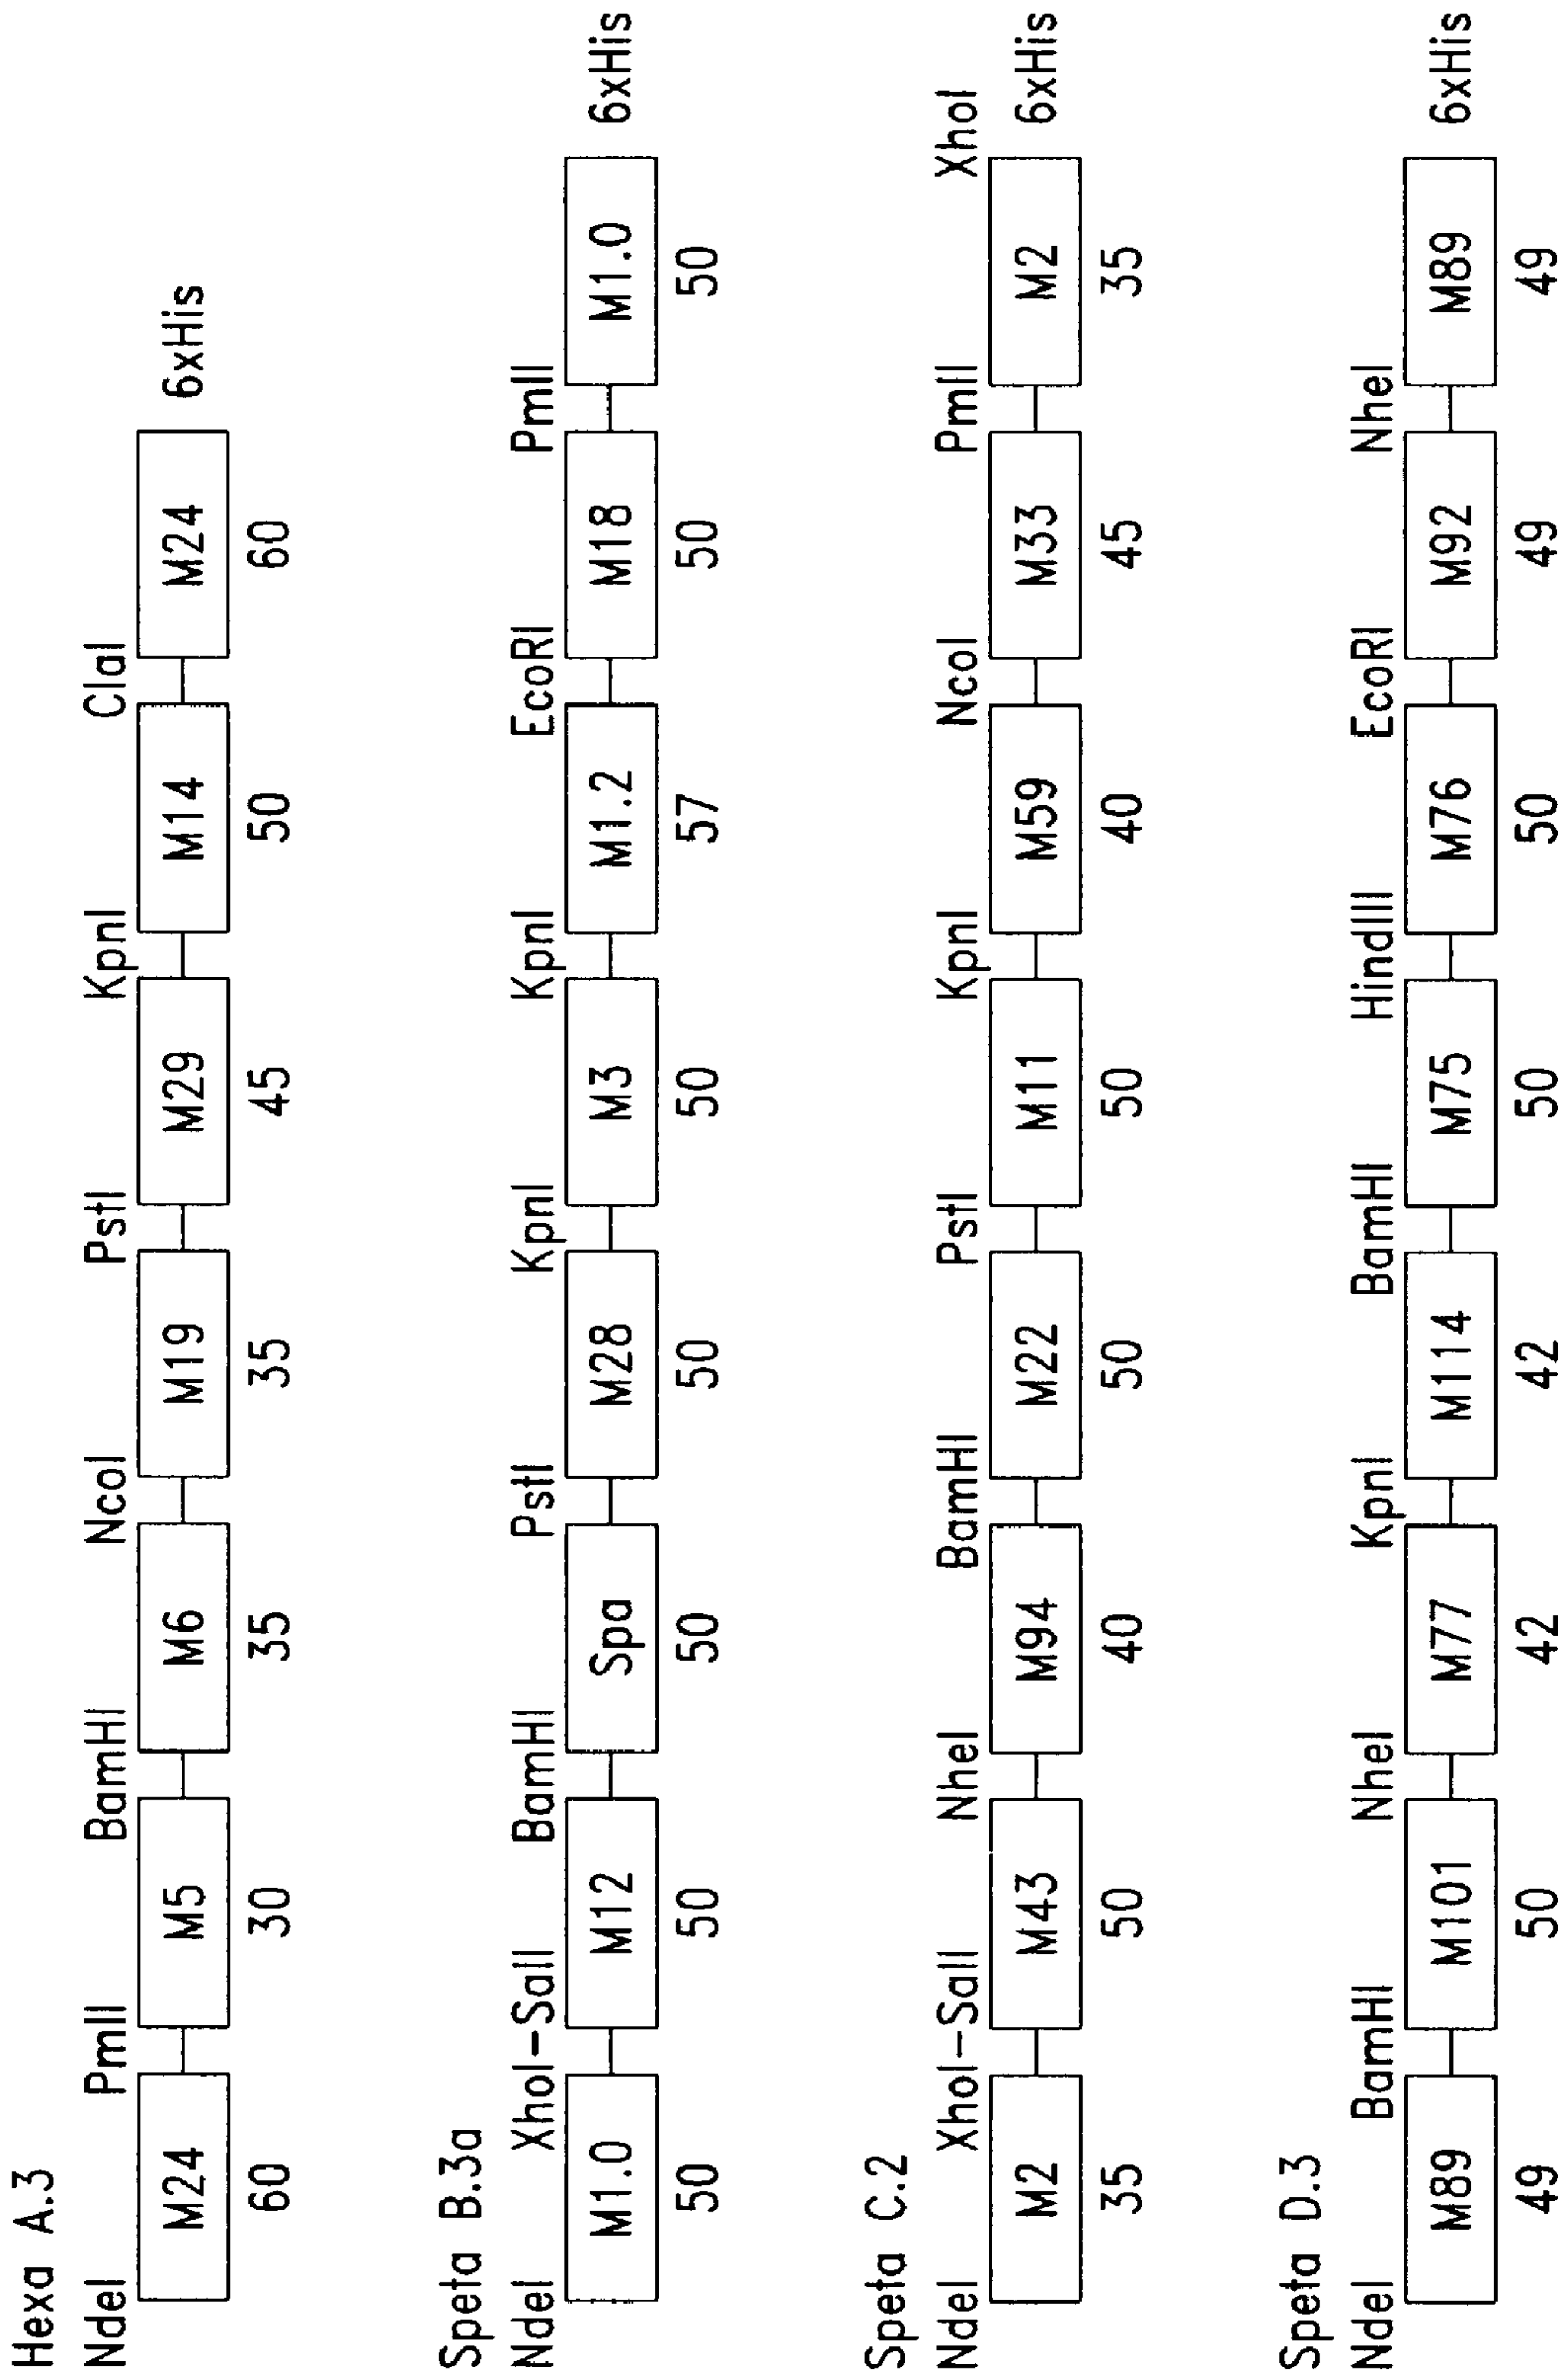 Hexa A.3
NdeI PmlI BamHI NcoI PstI KpnI ClaI
M24 M5 M6 M19 M29 M14 M24 6xHis
60 30 35 35 45 50 60
Speta B.3a
NdeI XhoI-SalI BamHI PstI KpnI KpnI EcoRI PmlI
M1.0 M12 Spa M28 M3 M1.2 M18 M1.0 6xHis
50 50 50 50 50 57 50 50
Speta C.2
NdeI XhoI-SalI NheI BamHI PstI KpnI NcoI PmlI XhoI
M2 M43 M94 M22 M11 M59 M33 M2 6xHis
35 50 40 50 50 40 45 35
Speta D.3
NdeI BamHI NheI KpnI BamHI HindIII EcoRI NheI
M89 M101 M77 M114 M75 M76 M92 M89 6xHis
49 50 42 42 50 50 49 49